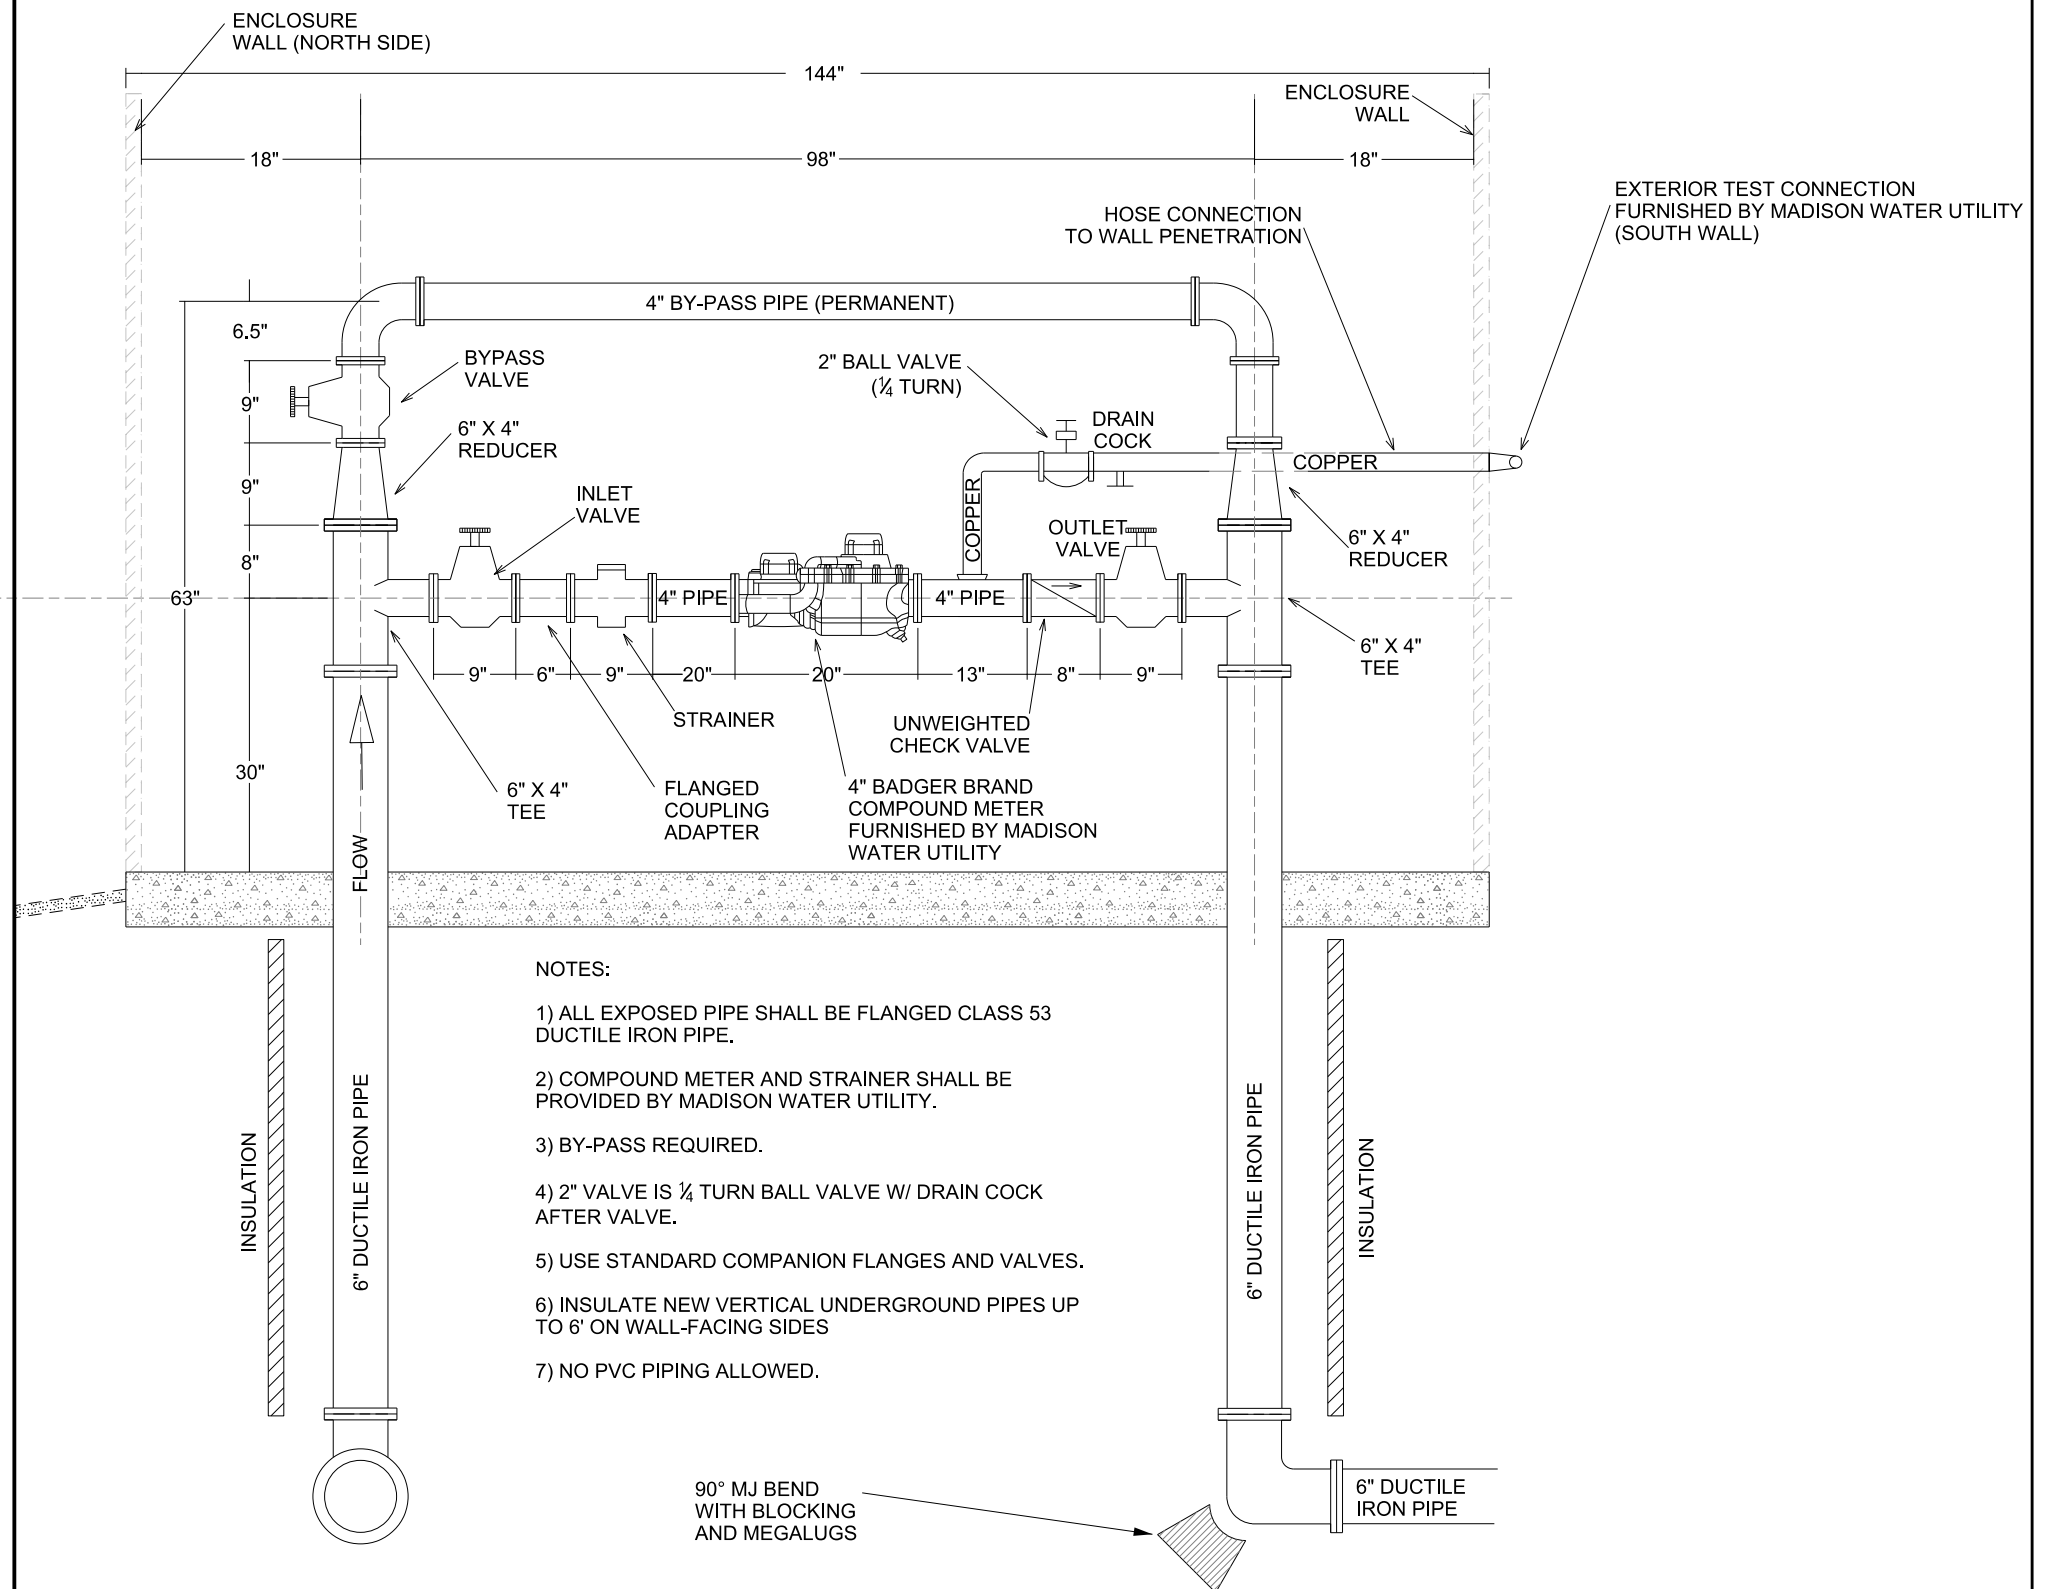 ENCLOSURE
WALL (NORTH SIDE)
144"
ENCLOSURE
WALL
18"
98"
18"
EXTERIOR TEST CONNECTION
FURNISHED BY MADISON WATER UTILITY
(SOUTH WALL)
HOSE CONNECTION
TO WALL PENETRATION
4" BY-PASS PIPE (PERMANENT)
6.5"
BYPASS
VALVE
2" BALL VALVE
(¼ TURN)
9"
DRAIN
COCK
6" X 4"
REDUCER
COPPER
9"
INLET
VALVE
COPPER
OUTLET
VALVE
6" X 4"
REDUCER
8"
63"
4" PIPE
4" PIPE
6" X 4"
TEE
9"
6"
9"
20"
20"
13"
8"
9"
STRAINER
UNWEIGHTED
CHECK VALVE
30"
6" X 4"
TEE
FLANGED
COUPLING
ADAPTER
4" BADGER BRAND
COMPOUND METER
FURNISHED BY MADISON
WATER UTILITY
FLOW
NOTES:
1) ALL EXPOSED PIPE SHALL BE FLANGED CLASS 53
DUCTILE IRON PIPE.
2) COMPOUND METER AND STRAINER SHALL BE
PROVIDED BY MADISON WATER UTILITY.
3) BY-PASS REQUIRED.
4) 2" VALVE IS ¼ TURN BALL VALVE W/ DRAIN COCK
AFTER VALVE.
5) USE STANDARD COMPANION FLANGES AND VALVES.
6) INSULATE NEW VERTICAL UNDERGROUND PIPES UP
TO 6' ON WALL-FACING SIDES
7) NO PVC PIPING ALLOWED.
INSULATION
6" DUCTILE IRON PIPE
6" DUCTILE IRON PIPE
INSULATION
90° MJ BEND
WITH BLOCKING
AND MEGALUGS
6" DUCTILE
IRON PIPE